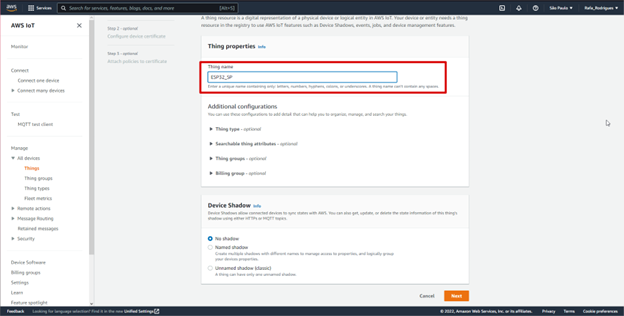 aws
Services
Search for services, features, blogs, docs, and more
[Alt+S]
São Paulo
Rafa_Rodrigues
AWS IoT
Monitor
Connect
Connect one device
Connect many devices
Test
MQTT test client
Manage
All devices
Things
Thing groups
Thing types
Fleet metrics
Remote actions
Message Routing
Retained messages
Security
Device Software
Billing groups
Settings
Learn
Feature spotlight
Step 2 - optional
Configure device certificate
Step 3 - optional
Attach policies to certificate
A thing resource is a digital representation of a physical device or logical entity in AWS IoT. Your device or entity needs a thing
resource in the registry to use AWS IoT features such as Device Shadows, events, jobs, and device management features.
Thing properties Info
Thing name
ESP32_SP
Enter a unique name containing only: letters, numbers, hyphens, colons, or underscores. A thing name can't contain any spaces.
Additional configurations
You can use these configurations to add detail that can help you to organize, manage, and search your things.
Thing type - optional
Searchable thing attributes - optional
Thing groups - optional
Billing group - optional
Device Shadow Info
Device Shadows allow connected devices to sync states with AWS. You can also get, update, or delete the state information of this thing's
shadow using either HTTPs or MQTT topics.
No shadow
Named shadow
Create multiple shadows with different names to manage access to properties, and logically group
your devices properties.
Unnamed shadow (classic)
A thing can have only one unnamed shadow.
Cancel
Next
Feedback
Looking for language selection? Find it in the new Unified Settings
© 2022, Amazon Web Services, Inc. or its affiliates.
Privacy
Terms
Cookie preferences